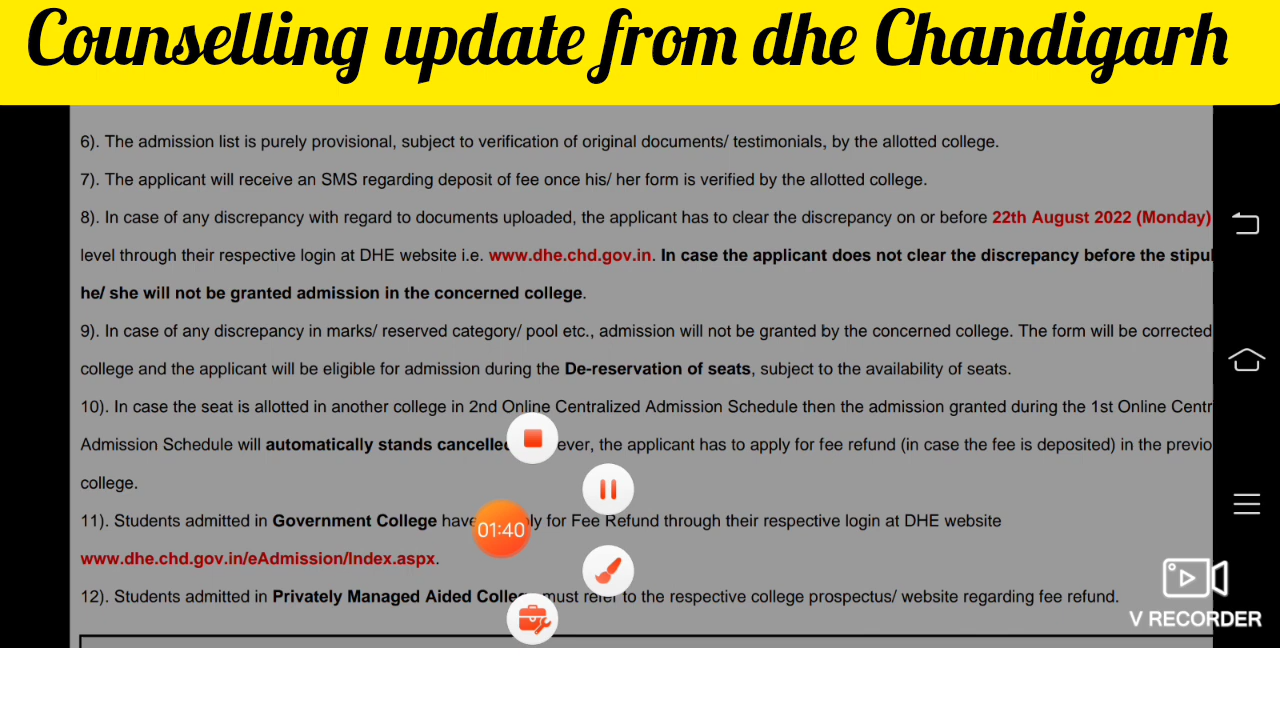 Counselling update from dhe Chandigarh
6). The admission list is purely provisional, subject to verification of original documents/ testimonials, by the allotted college.
7). The applicant will receive an SMS regarding deposit of fee once his/ her form is verified by the allotted college.
8). In case of any discrepancy with regard to documents uploaded, the applicant has to clear the discrepancy on or before 22th August 2022 (Monday)
level through their respective login at DHE website i.e. www.dhe.chd.gov.in. In case the applicant does not clear the discrepancy before the
he/ she will not be granted admission in the concerned college.
9). In case of any discrepancy in marks/ reserved category/ pool etc., admission will not be granted by the concerned college. The form will be corrected
college and the applicant will be eligible for admission during the De-reservation of seats, subject to the availability of seats.
10). In case the seat is allotted in another college in 2nd Online Centralized Admission Schedule then the admission granted during the 1st Online
Admission Schedule will automatically stands the applicant has to apply for fee refund (in case the fee is deposited) in the
college.
11). Students admitted in Government College for Fee Refund through their respective login at DHE website
01:40
www.dhe.chd.gov.in/eAdmission/Index.aspx.
12). Students admitted in Privately Managed Aided must to the respective college prospectus/ website regarding fee refund.
V RECORDER